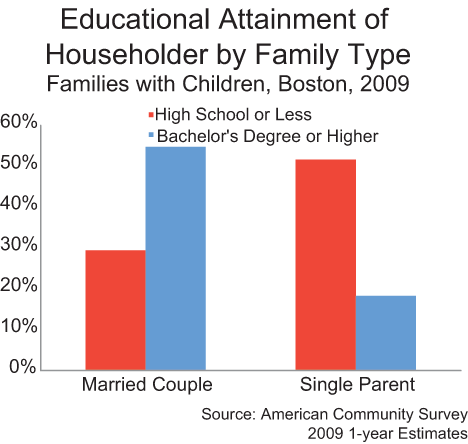 Educational Attainment of
Householder by Family Type
Families with Children, Boston, 2009
High School or Less
Bachelor's Degree or Higher
60%
50%
40%
30%
20%
10%
0%
Married Couple
Single Parent
Source: American Community Survey
2009 1-year Estimates